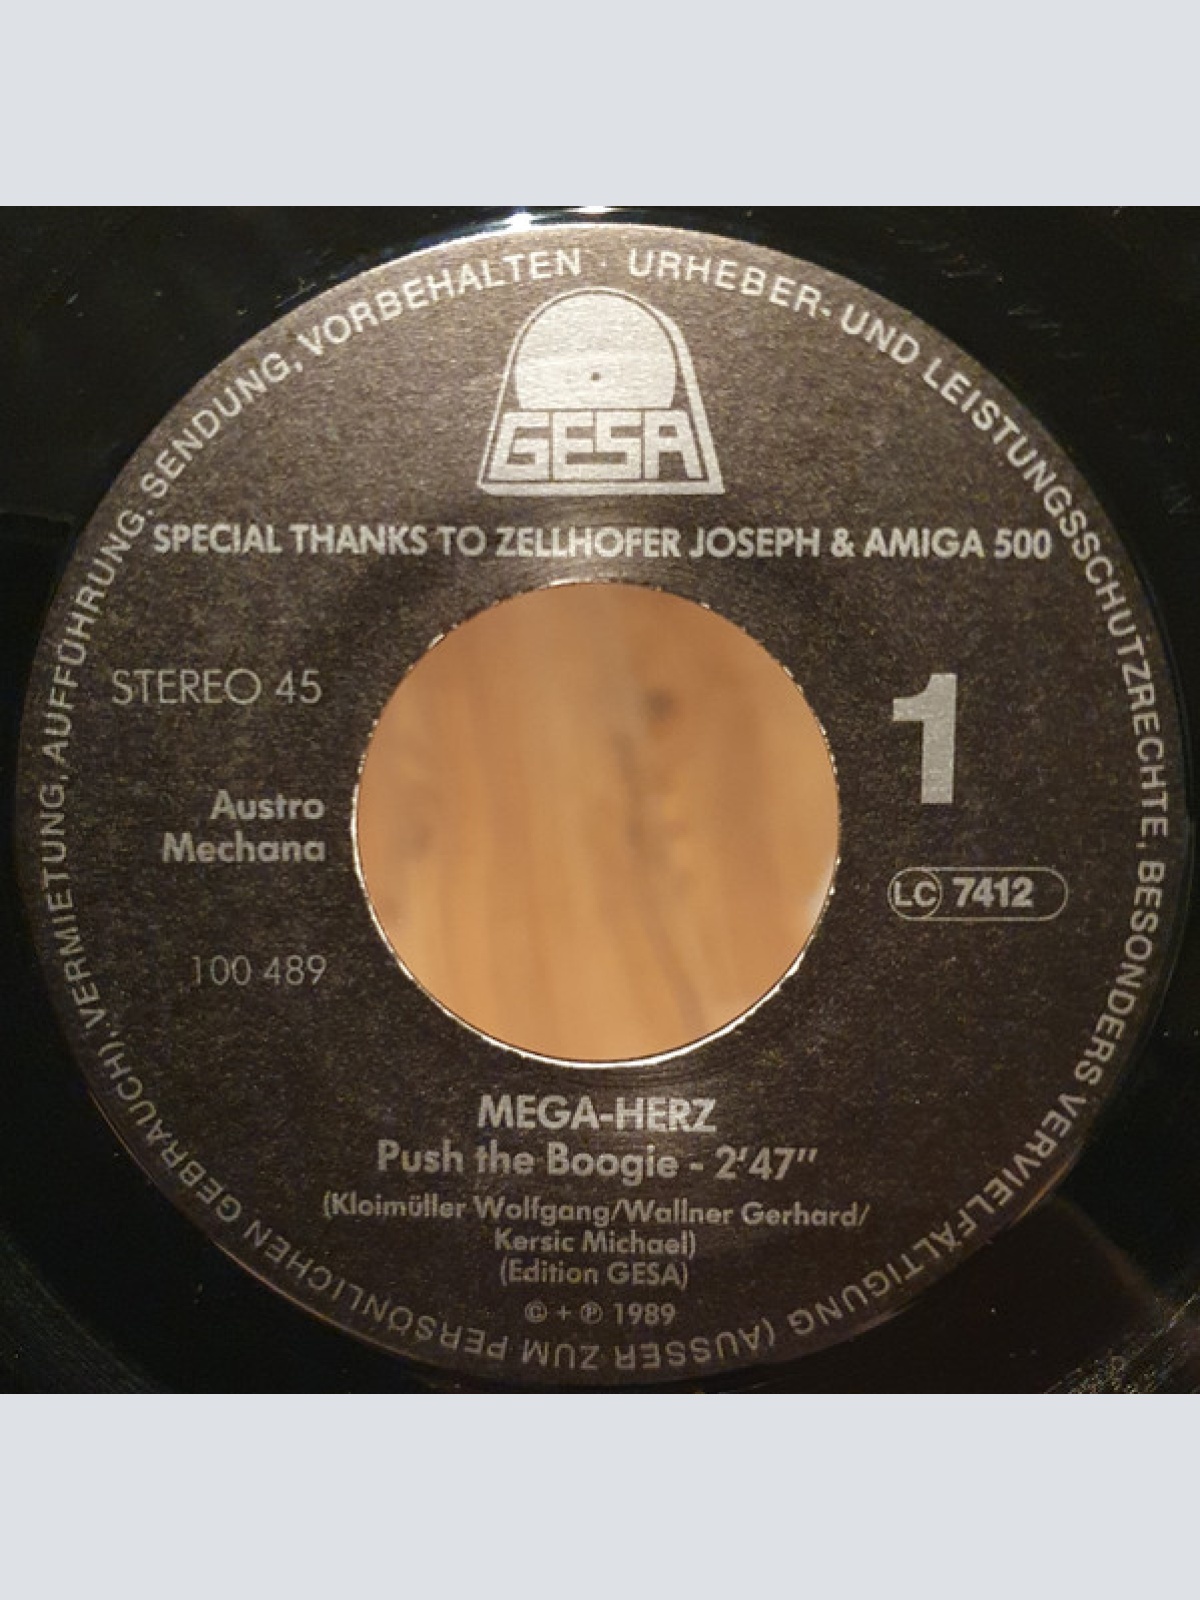 URHEBER- UND LEISTUNGSSCHUTZRECHTE, BESONDERS VERVIELFÄLTIGUNG (AUSSER ZUM PERSÖNLICHEN GEBRAUCH), VERMIETUNG, AUFFÜHRUNG, SENDUNG, VORBEHALTEN ·
GESA
SPECIAL THANKS TO ZELLHOFER JOSEPH & AMIGA 500
STEREO 45
1
Austro
Mechana
LC 7412
100 489
MEGA-HERZ
Push the Boogie - 2'47"
(Kloimüller Wolfgang/Wallner Gerhard/
Kersic Michael)
(Edition GESA)
© + ℗ 1989